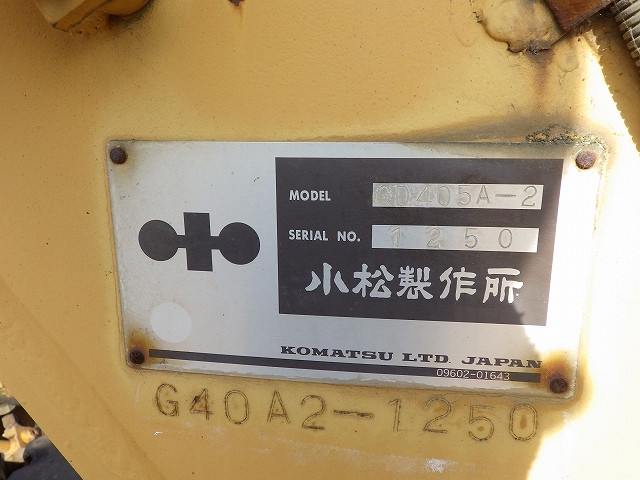 MODEL GD405A-2
SERIAL NO. 1250
小松製作所
KOMATSU LTD. JAPAN
09602-01643
G40A2-1250